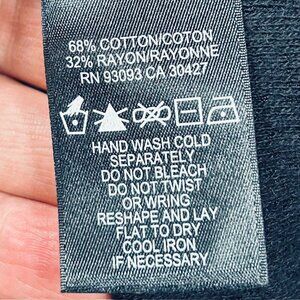 68% COTTON/COTON
32% RAYON/RAYONNE
RN 93093 CA 30427
HAND WASH COLD
SEPARATELY
DO NOT BLEACH
DO NOT TWIST
OR WRING
RESHAPE AND LAY
FLAT TO DRY
COOL IRON
IF NECESSARY